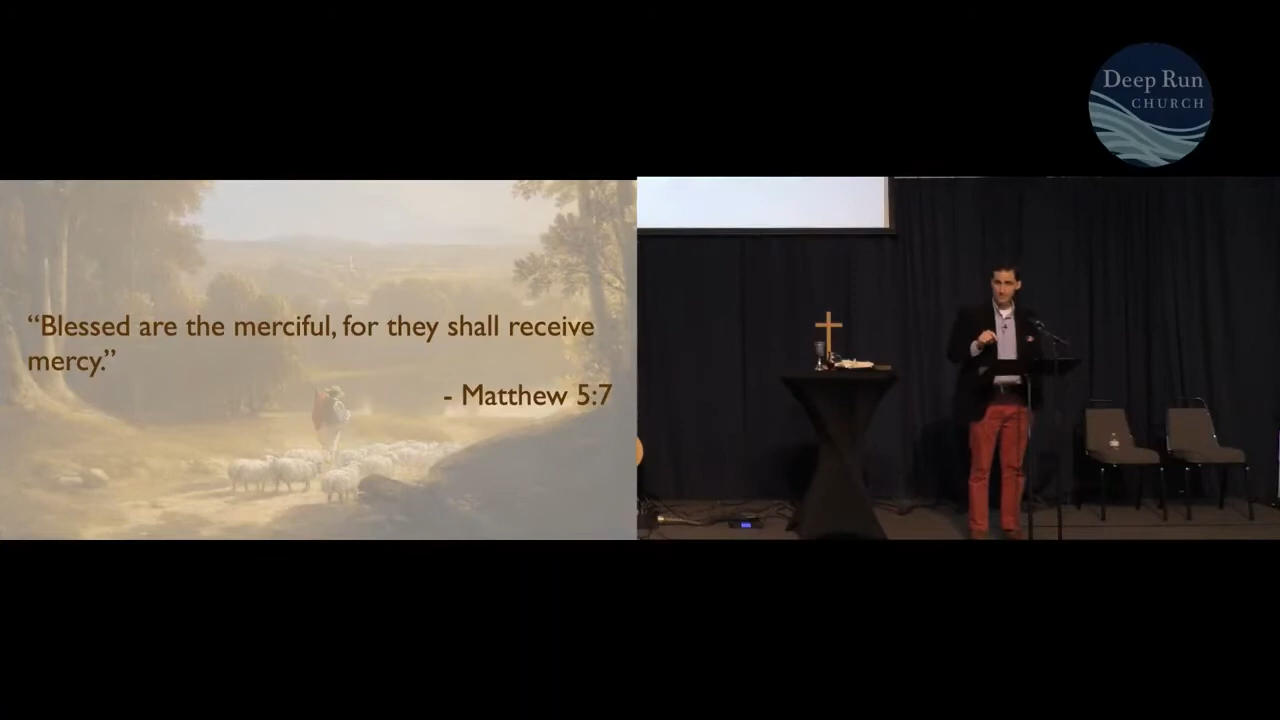 Deep Run
CHURCH
“Blessed are the merciful, for they shall receive
mercy.”
- Matthew 5:7